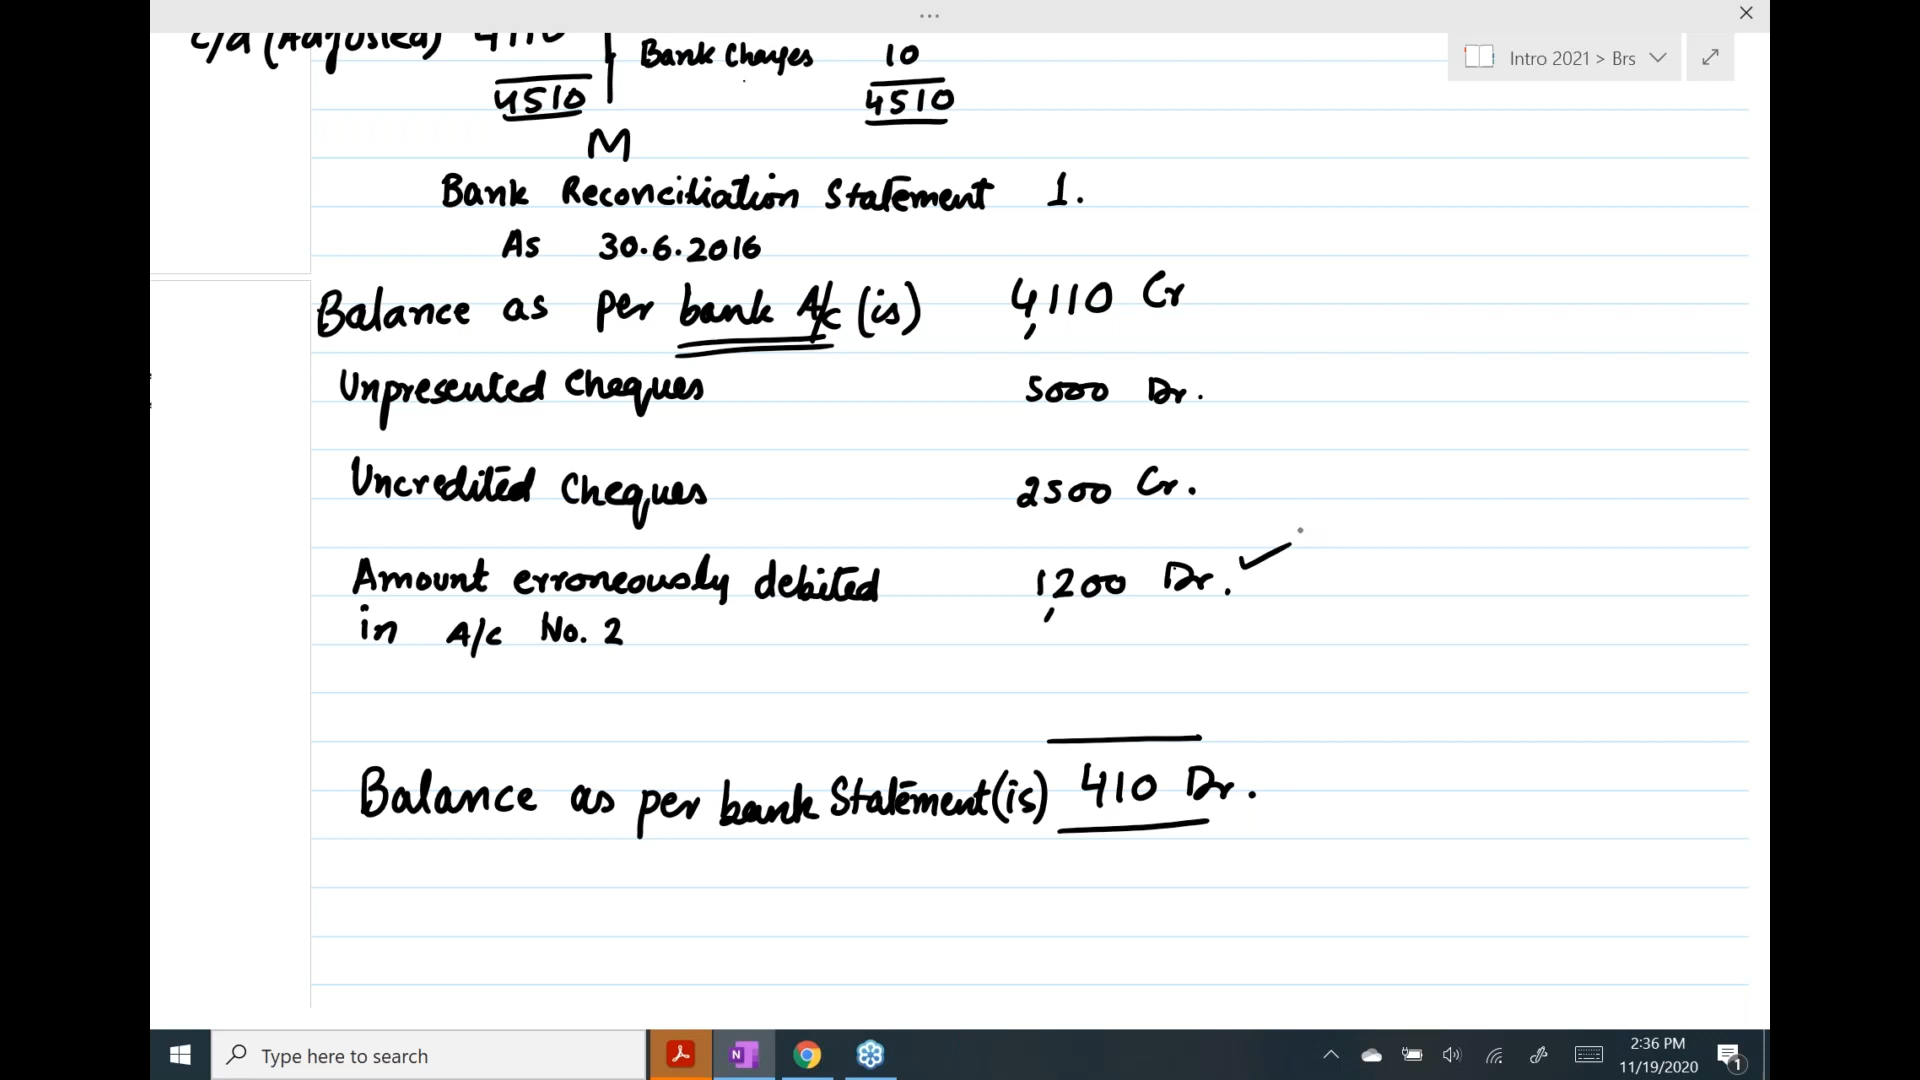 ...
Intro 2021 > Brs
c/d (Adjusted) 4110
Bank Charges 10
4510 4510
M
Bank Reconciliation Statement 1.
As 30.6.2016
Balance as per bank A/c (is) 4,110 Cr
Unpresented Cheques 5000 Dr.
Uncredited Cheques 2500 Cr.
Amount erroneously debited 1,200 Dr.
in A/c No. 2
Balance as per bank Statement (is) 410 Dr.
Type here to search
N
2:36 PM
11/19/2020
1